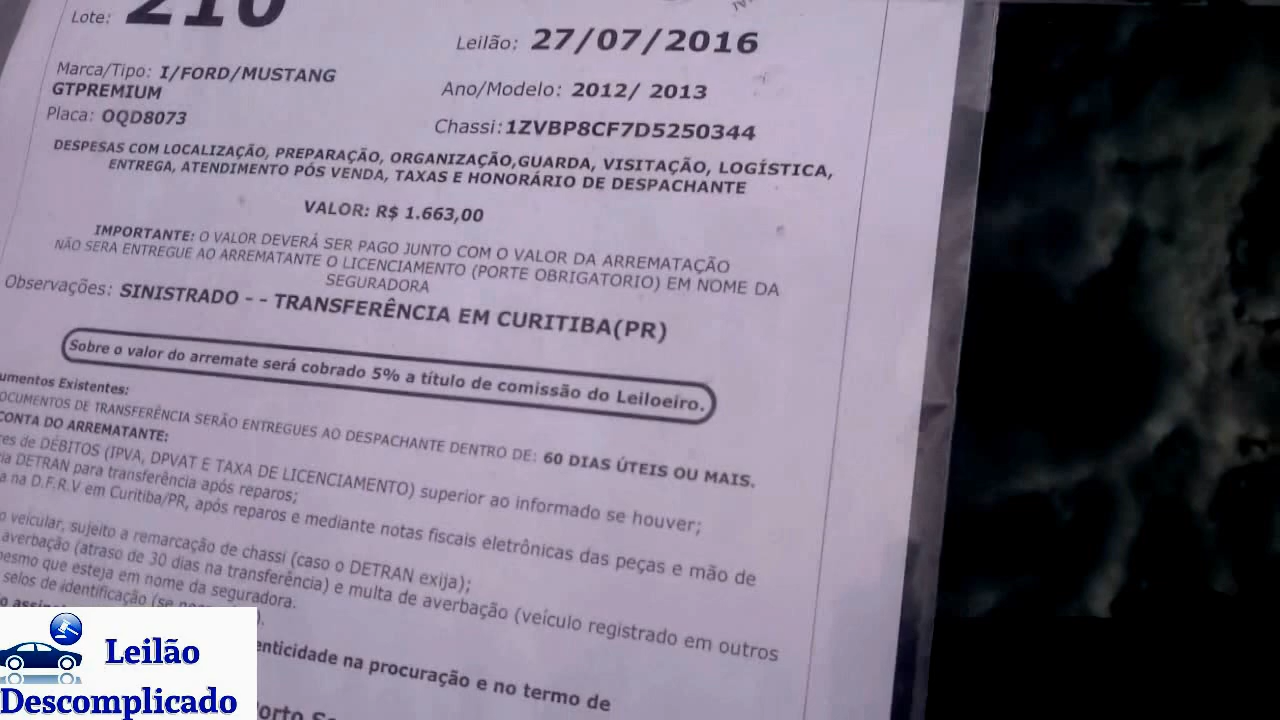 Lote: 210
Leilão: 27/07/2016
Marca/Tipo: I/FORD/MUSTANG
GTPREMIUM
Ano/Modelo: 2012/ 2013
Placa: OQD8073
Chassi:1ZVBP8CF7D5250344
DESPESAS COM LOCALIZAÇÃO, PREPARAÇÃO, ORGANIZAÇÃO,GUARDA, VISITAÇÃO, LOGÍSTICA,
ENTREGA, ATENDIMENTO PÓS VENDA, TAXAS E HONORÁRIO DE DESPACHANTE
VALOR: R$ 1.663,00
IMPORTANTE: O VALOR DEVERÁ SER PAGO JUNTO COM O VALOR DA ARREMATAÇÃO
NÃO SERA ENTREGUE AO ARREMATANTE O LICENCIAMENTO (PORTE OBRIGATORIO) EM NOME DA
SEGURADORA
Observações: SINISTRADO - - TRANSFERÊNCIA EM CURITIBA(PR)
Sobre o valor do arremate será cobrado 5% a título de comissão do Leiloeiro.
umentos Existentes:
OCUMENTOS DE TRANSFERÊNCIA SERÃO ENTREGUES AO DESPACHANTE DENTRO DE: 60 DIAS ÚTEIS OU MAIS.
CONTA DO ARREMATANTE:
res de DÉBITOS (IPVA, DPVAT E TAXA DE LICENCIAMENTO) superior ao informado se houver;
ia DETRAN para transferência após reparos;
a na D.F.R.V em Curitiba/PR, após reparos e mediante notas fiscais eletrônicas das peças e mão de
o veicular, sujeito a remarcação de chassi (caso o DETRAN exija);
averbação (atraso de 30 dias na transferência) e multa de averbação (veículo registrado em outros
mesmo que esteja em nome da seguradora.
selos de identificação (se
enticidade na procuração e no termo de
Porto
Leilão
Descomplicado